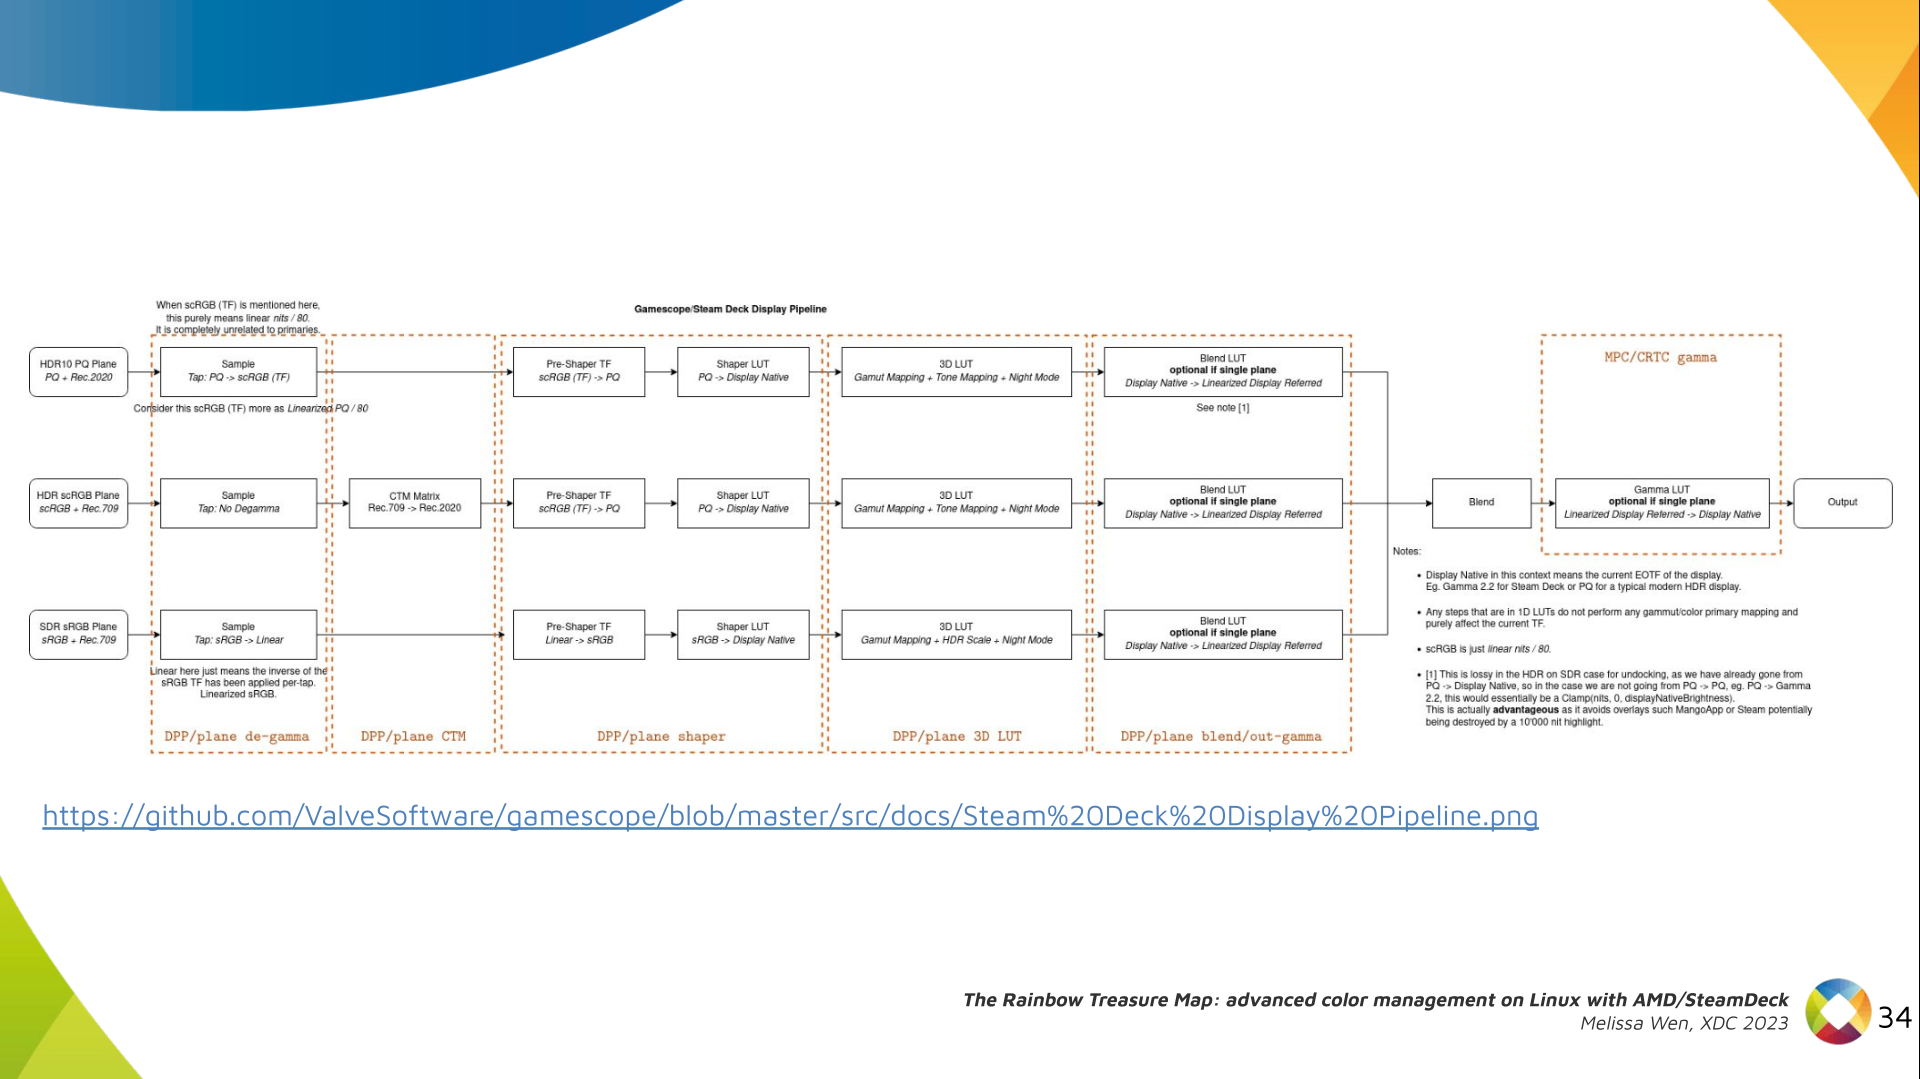 When scRGB (TF) is mentioned here,
this purely means linear nits / 80.
It is completely unrelated to primaries.
Gamescope/Steam Deck Display Pipeline
HDR10 PQ Plane
PQ + Rec.2020
Sample
Tap: PQ -> scRGB (TF)
Pre-Shaper TF
scRGB (TF) -> PQ
Shaper LUT
PQ -> Display Native
3D LUT
Gamut Mapping + Tone Mapping + Night Mode
Blend LUT
optional if single plane
Display Native -> Linearized Display Referred
MPC/CRTC gamma
Consider this scRGB (TF) more as Linearized PQ / 80
See note [1]
HDR scRGB Plane
scRGB + Rec.709
Sample
Tap: No Degamma
CTM Matrix
Rec.709 -> Rec.2020
Pre-Shaper TF
scRGB (TF) -> PQ
Shaper LUT
PQ -> Display Native
3D LUT
Gamut Mapping + Tone Mapping + Night Mode
Blend LUT
optional if single plane
Display Native -> Linearized Display Referred
Blend
Gamma LUT
optional if single plane
Linearized Display Referred -> Display Native
Output
SDR sRGB Plane
sRGB + Rec.709
Sample
Tap: sRGB -> Linear
Pre-Shaper TF
Linear -> sRGB
Shaper LUT
sRGB -> Display Native
3D LUT
Gamut Mapping + HDR Scale + Night Mode
Blend LUT
optional if single plane
Display Native -> Linearized Display Referred
Linear here just means the inverse of the
sRGB TF has been applied per-tap.
Linearized sRGB.
Notes:
• Display Native in this context means the current EOTF of the display.
Eg. Gamma 2.2 for Steam Deck or PQ for a typical modern HDR display.
• Any steps that are in 1D LUTs do not perform any gammut/color primary mapping and
purely affect the current TF.
• scRGB is just linear nits / 80.
• [1] This is lossy in the HDR on SDR case for undocking, as we have already gone from
PQ -> Display Native, so in the case we are not going from PQ -> PQ, eg. PQ -> Gamma
2.2, this would essentially be a Clamp(nits, 0, displayNativeBrightness).
This is actually advantageous as it avoids overlays such MangoApp or Steam potentially
being destroyed by a 10'000 nit highlight.
DPP/plane de-gamma
DPP/plane CTM
DPP/plane shaper
DPP/plane 3D LUT
DPP/plane blend/out-gamma
https://github.com/ValveSoftware/gamescope/blob/master/src/docs/Steam%20Deck%20Display%20Pipeline.png
The Rainbow Treasure Map: advanced color management on Linux with AMD/SteamDeck
Melissa Wen, XDC 2023
34